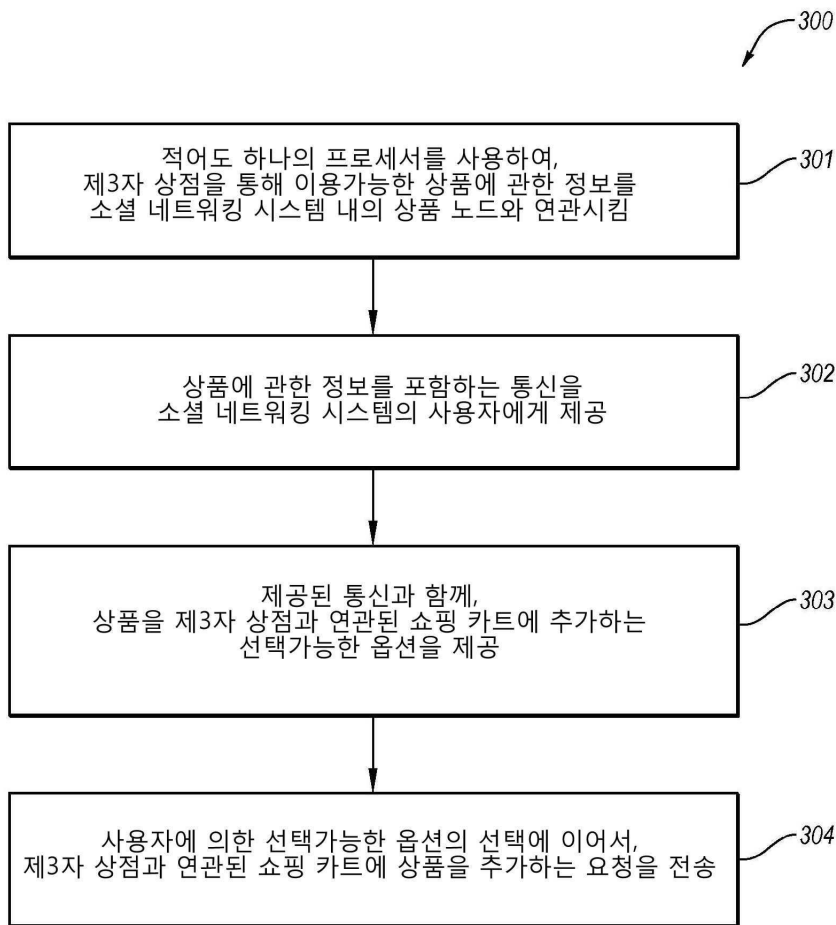 300
적어도 하나의 프로세서를 사용하여,
제3자 상점을 통해 이용가능한 상품에 관한 정보를
소셜 네트워킹 시스템 내의 상품 노드와 연관시킴
301
상품에 관한 정보를 포함하는 통신을
소셜 네트워킹 시스템의 사용자에게 제공
302
제공된 통신과 함께,
상품을 제3자 상점과 연관된 쇼핑 카트에 추가하는
선택가능한 옵션을 제공
303
사용자에 의한 선택가능한 옵션의 선택에 이어서,
제3자 상점과 연관된 쇼핑 카트에 상품을 추가하는 요청을 전송
304